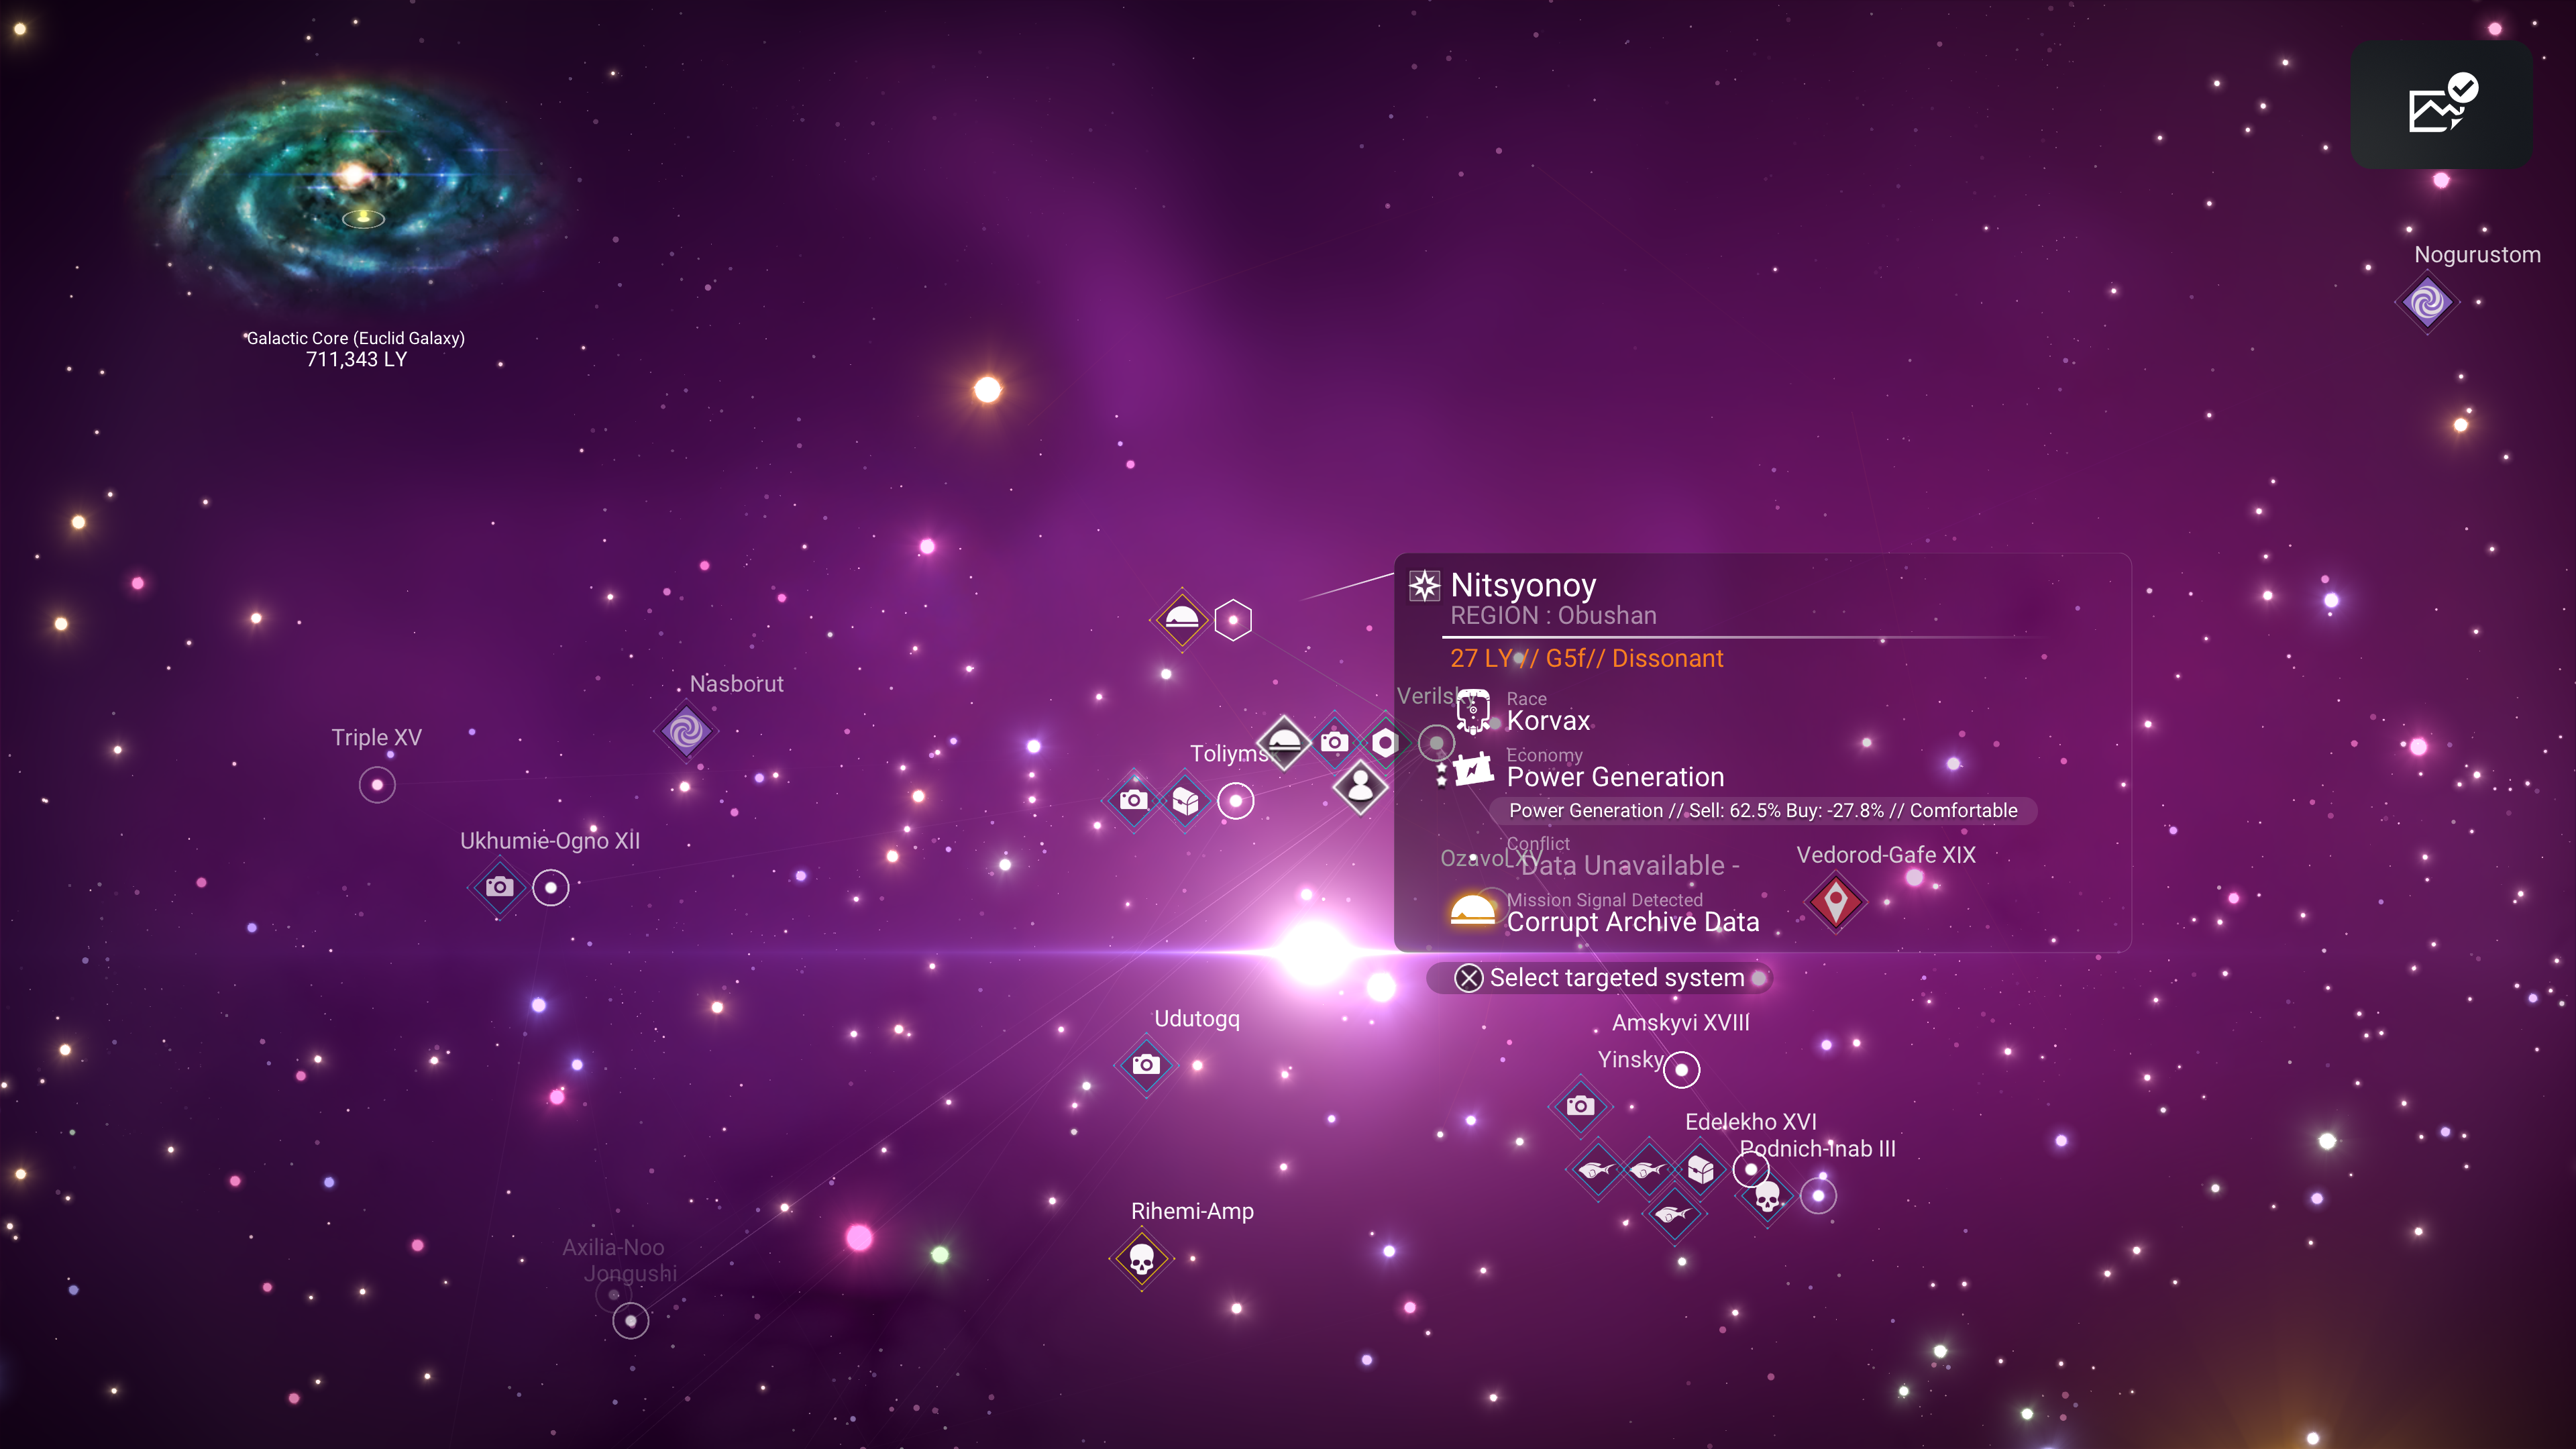 Nogurustom
Galactic Core (Euclid Galaxy)
711,343 LY
Nitsyonoy
REGION : Obushan
27 LY // G5f// Dissonant
Nasborut
Race
Korvax
Triple XV
Toliyms
Economy
Power Generation
Power Generation // Sell: 62.5% Buy: -27.8% // Comfortable
Ukhumie-Ogno XII
Conflict
Data Unavailable -
Ozavol XV
Vedorod-Gafe XIX
Mission Signal Detected
Corrupt Archive Data
Select targeted system
Udutogq
Amskyvi XVIII
Yinsky
Edelekho XVI
Podnich-Inab III
Rihemi-Amp
Axilia-Noo
Jongushi